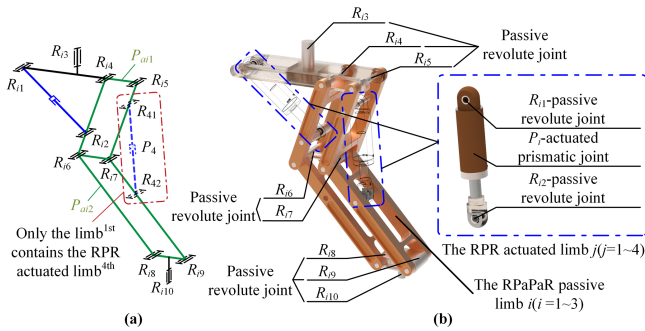 R_{i3}
R_{i4}
P_{ai1}
R_{i5}
R_{i1}
R_{41}
P_4
R_{i2}
R_{i6}
R_{i7}
R_{42}
P_{ai2}
Only the limb^{1st}
contains the RPR
actuated limb^{4th}
R_{i8}
R_{i9}
R_{i10}
(a)
R_{i3}
R_{i4}
R_{i5}
Passive
revolute joint
Passive
revolute joint
R_{i6}
R_{i7}
Passive
revolute joint
R_{i8}
R_{i9}
R_{i10}
R_{i1}-passive
revolute joint
P_i-actuated
prismatic joint
R_{i2}-passive
revolute joint
The RPR actuated limb j(j=1~4)
The RPaPaR passive
limb i(i =1~3)
(b)